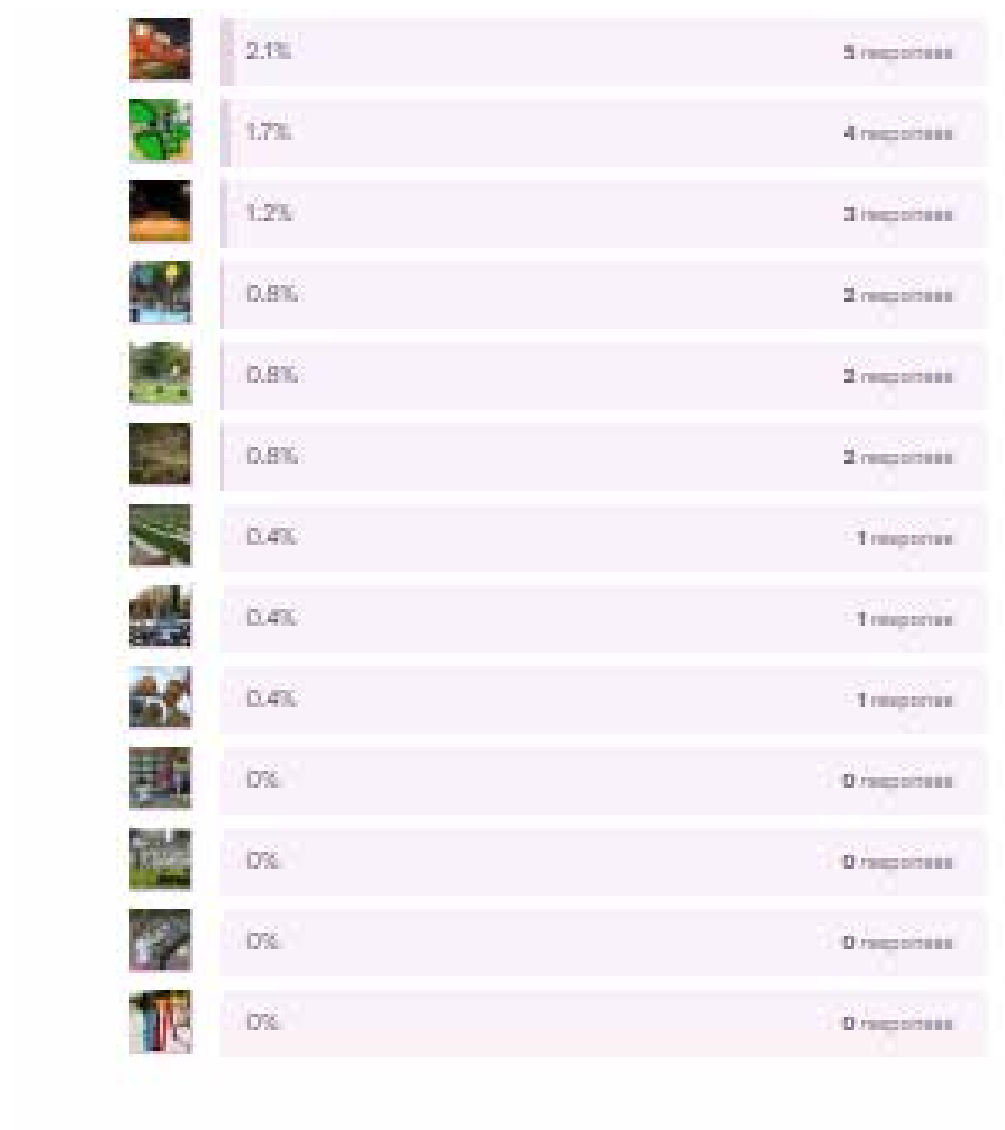 2.1% 5 responses
1.7% 4 responses
1.2% 3 responses
0.8% 2 responses
0.8% 2 responses
0.8% 2 responses
0.4% 1 response
0.4% 1 response
0.4% 1 response
0% 0 responses
0% 0 responses
0% 0 responses
0% 0 responses